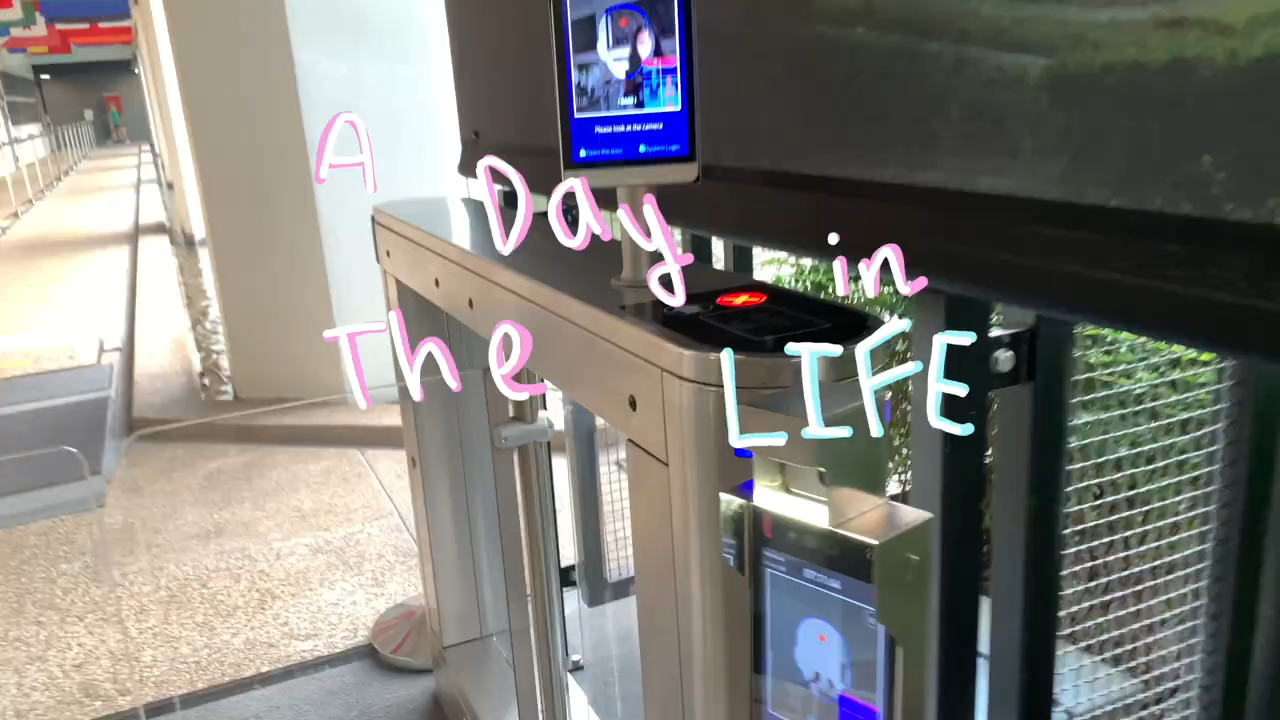 Please look at the camera
Open the door
System Login
A Day in
The LIFE